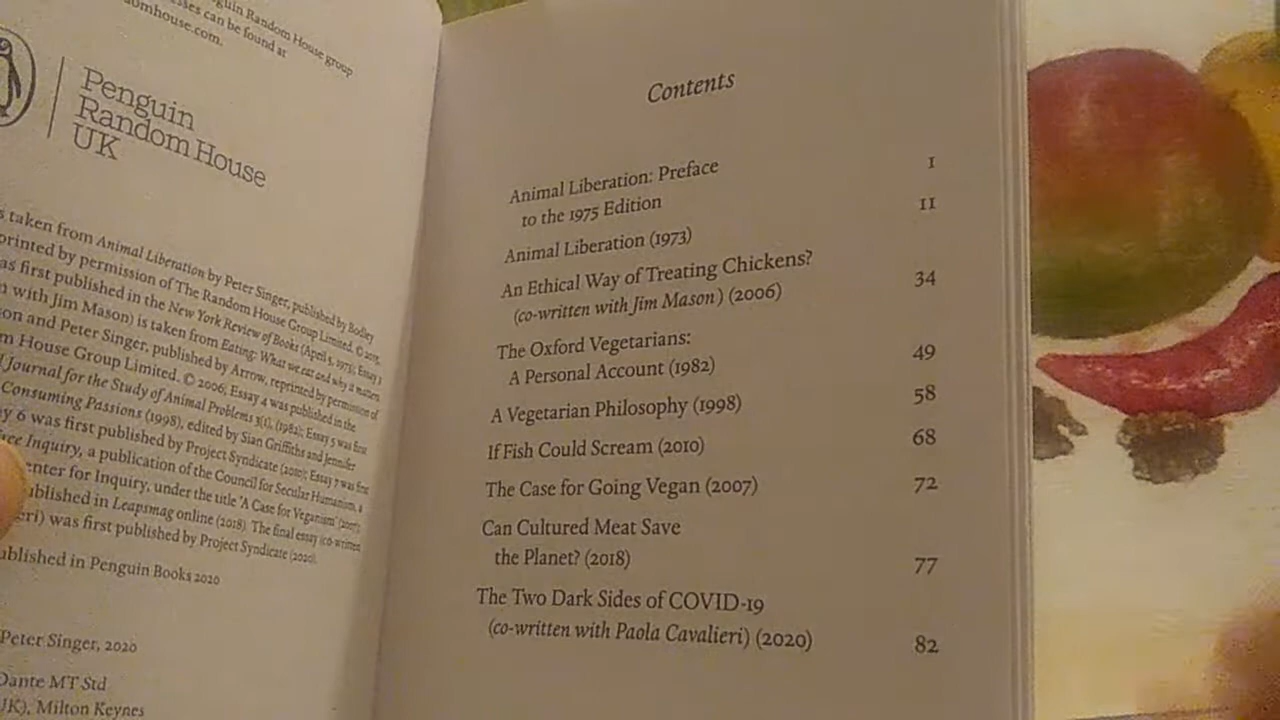 Penguin Random House group
esses can be found at
omhouse.com.
Penguin
Random House
UK
taken from Animal Liberation by Peter Singer, published by Bodley
printed by permission of The Random House Group Limited. ©
as first published in the New York Review of Books (April 5, 1973; Essay 3
with Jim Mason) is taken from Eating: What we eat and why it matters
on and Peter Singer, published by Arrow, reprinted by permission of
m House Group Limited. © 2006; Essay 4 was published in the
Journal for the Study of Animal Problems 3(1), (1982); Essay 5 was first
Consuming Passions (1998), edited by Sian Griffiths and Jennifer
ay 6 was first published by Project Syndicate (2010); Essay 7 was first
ree Inquiry, a publication of the Council for Secular Humanism, a
enter for Inquiry, under the title 'A Case for Veganism' (2007);
ublished in Leapsmag online (2018). The final essay (co-written
eri) was first published by Project Syndicate (2020).
ublished in Penguin Books 2020
Peter Singer, 2020
Dante MT Std
UK), Milton Keynes
Contents
Animal Liberation: Preface
to the 1975 Edition 1
Animal Liberation (1973) 11
An Ethical Way of Treating Chickens?
(co-written with Jim Mason) (2006) 34
The Oxford Vegetarians:
A Personal Account (1982) 49
A Vegetarian Philosophy (1998) 58
If Fish Could Scream (2010) 68
The Case for Going Vegan (2007) 72
Can Cultured Meat Save
the Planet? (2018) 77
The Two Dark Sides of COVID-19
(co-written with Paola Cavalieri) (2020) 82